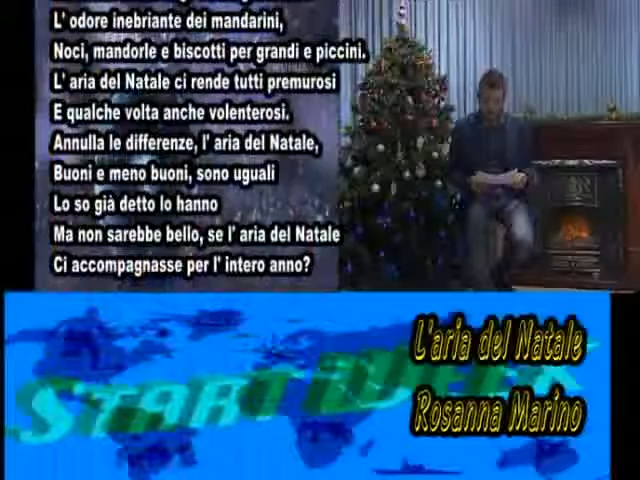 L' odore inebriante dei mandarini,
Noci, mandorle e biscotti per grandi e piccini.
L' aria del Natale ci rende tutti premurosi
E qualche volta anche volenterosi.
Annulla le differenze, l' aria del Natale,
Buoni e meno buoni, sono uguali
Lo so già detto lo hanno
Ma non sarebbe bello, se l' aria del Natale
Ci accompagnasse per l' intero anno?
L'aria del Natale
Rosanna Marino
START WEEK